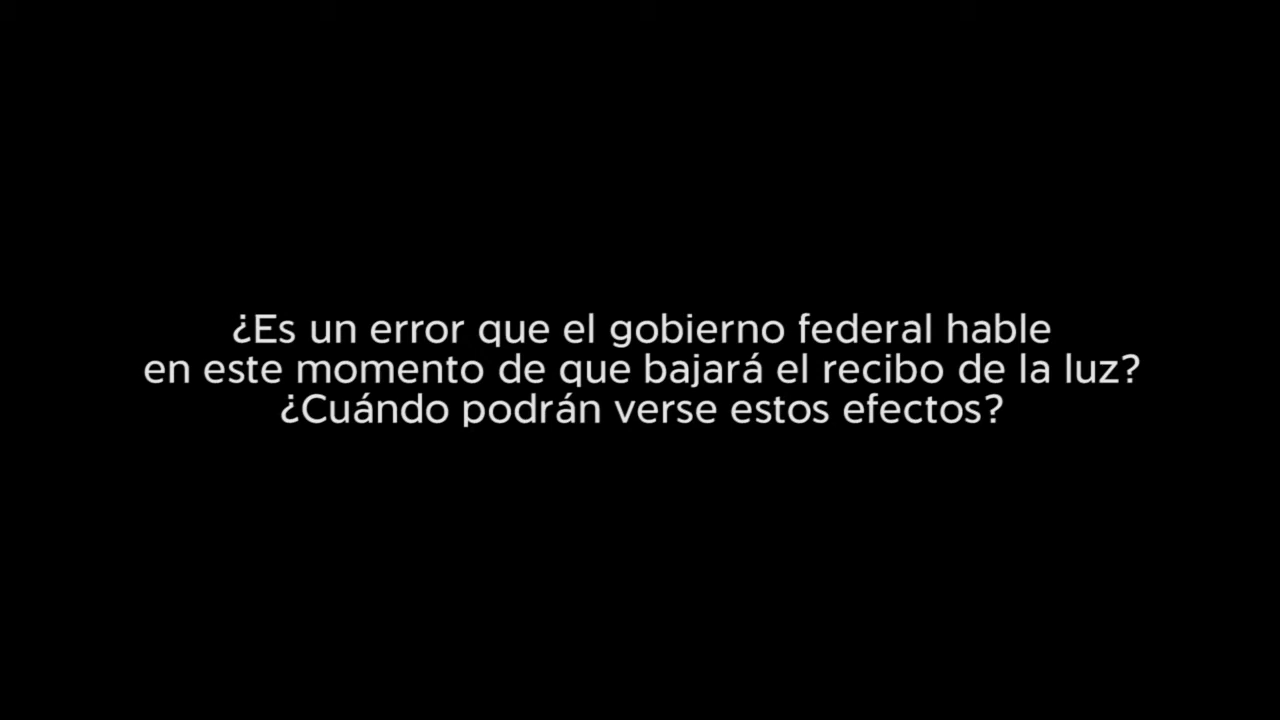 ¿Es un error que el gobierno federal hable
en este momento de que bajará el recibo de la luz?
¿Cuándo podrán verse estos efectos?